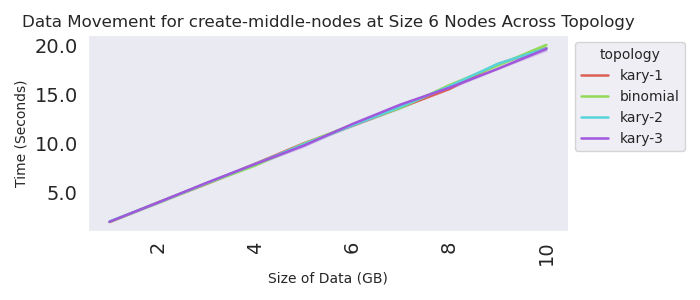 Data Movement for create-middle-nodes at Size 6 Nodes Across Topology
20.0
15.0
10.0
5.0
Time (Seconds)
2
4
6
8
10
Size of Data (GB)
topology
kary-1
binomial
kary-2
kary-3